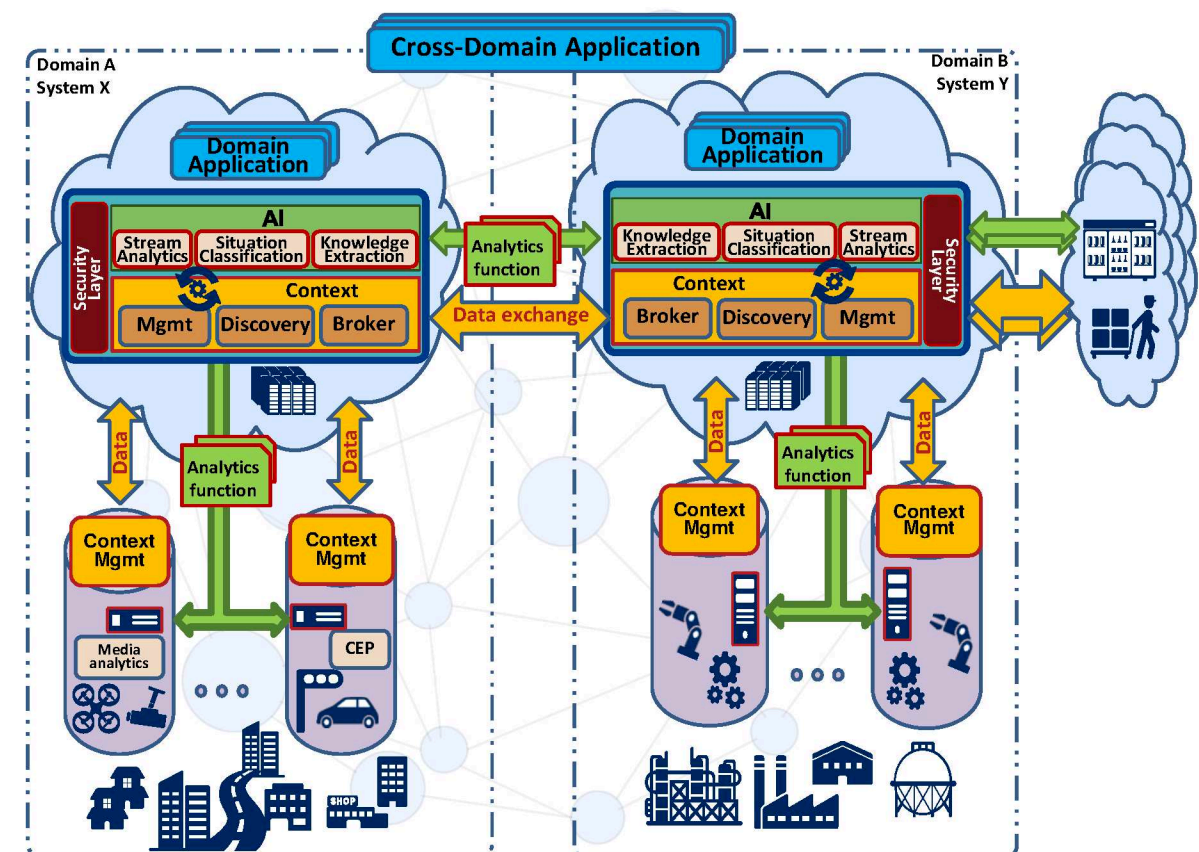 Cross-Domain Application
Domain A
System X
Domain B
System Y
Domain
Application
Domain
Application
Security
Layer
AI
Stream
Analytics
Situation
Classification
Knowledge
Extraction
Context
Mgmt
Discovery
Broker
Analytics
function
Data exchange
AI
Knowledge
Extraction
Situation
Classification
Stream
Analytics
Context
Broker
Discovery
Mgmt
Security
Layer
Data
Analytics
function
Data
Data
Analytics
function
Data
Context
Mgmt
Context
Mgmt
Context
Mgmt
Context
Mgmt
Media
analytics
CEP
SHOP